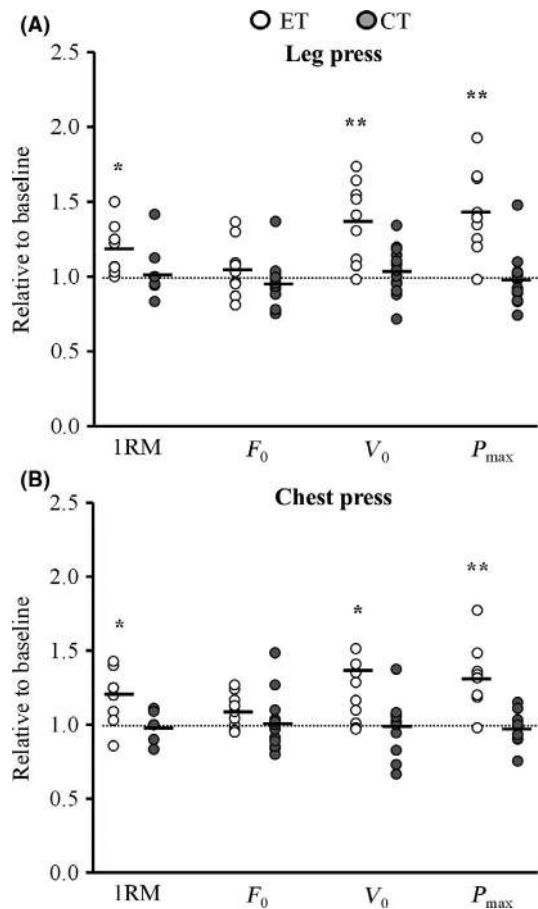 ET CT
(A)
Leg press
2.5
**
**
2.0
*
1.5
1.0
0.5
0.0
Relative to baseline
1RM F₀ V₀ Pmax
(B)
Chest press
2.5
**
2.0
* *
1.5
1.0
0.5
0.0
Relative to baseline
1RM F₀ V₀ Pmax